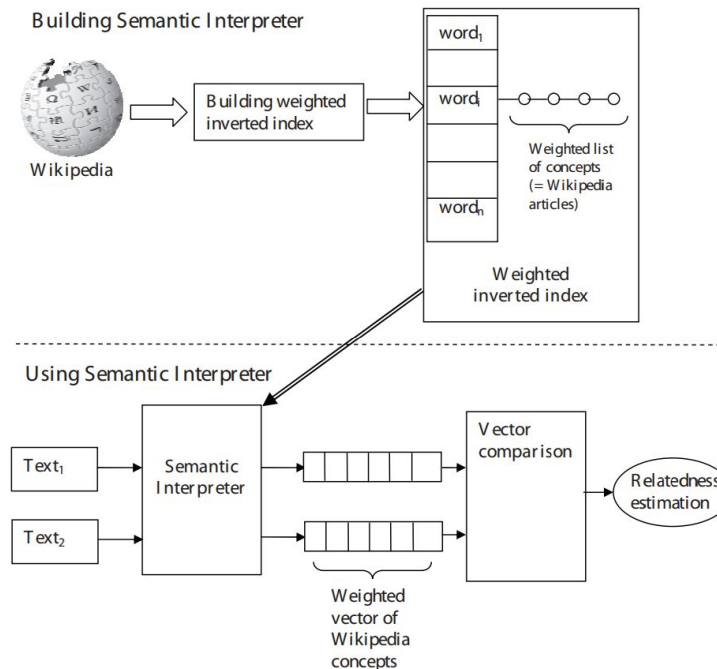 Building Semantic Interpreter
word1
Building weighted
inverted index
wordi
Wikipedia
Weighted list
of concepts
(= Wikipedia
articles)
wordn
Weighted
inverted index
Using Semantic Interpreter
Text1
Semantic
Interpreter
Vector
comparison
Relatedness
estimation
Text2
Weighted
vector of
Wikipedia
concepts